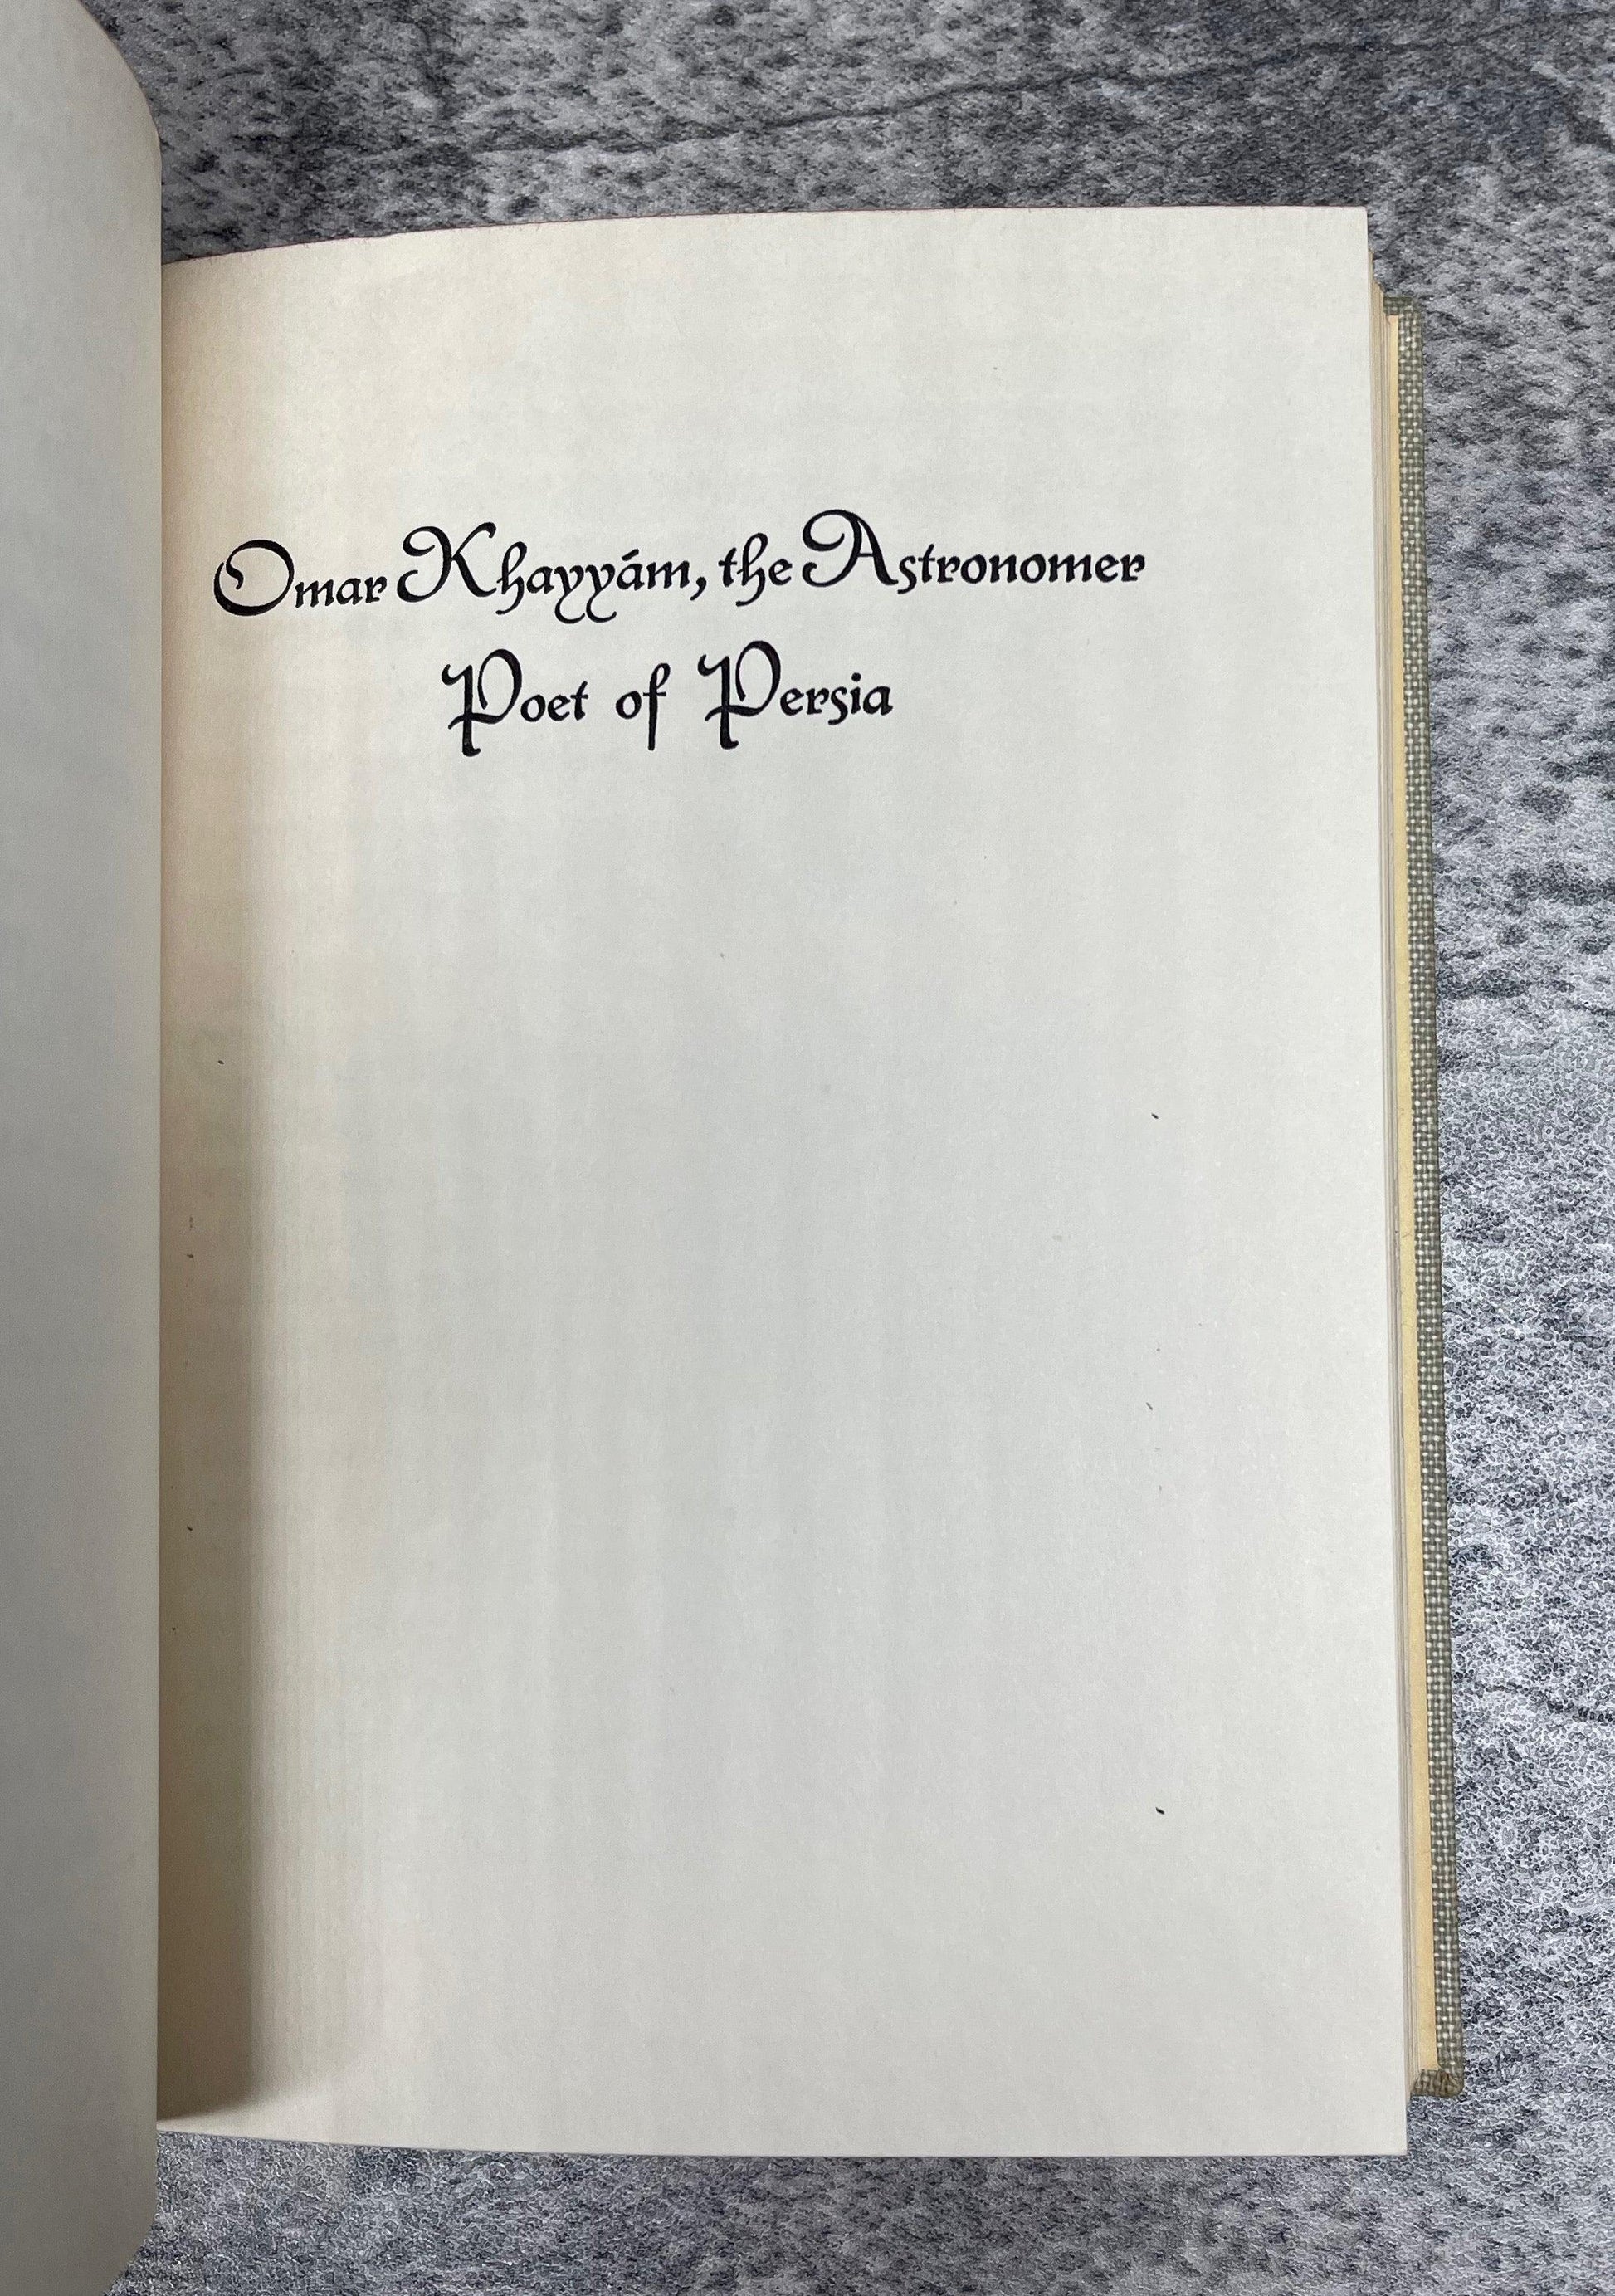 Omar Khayyám, the Astronomer
Poet of Persia